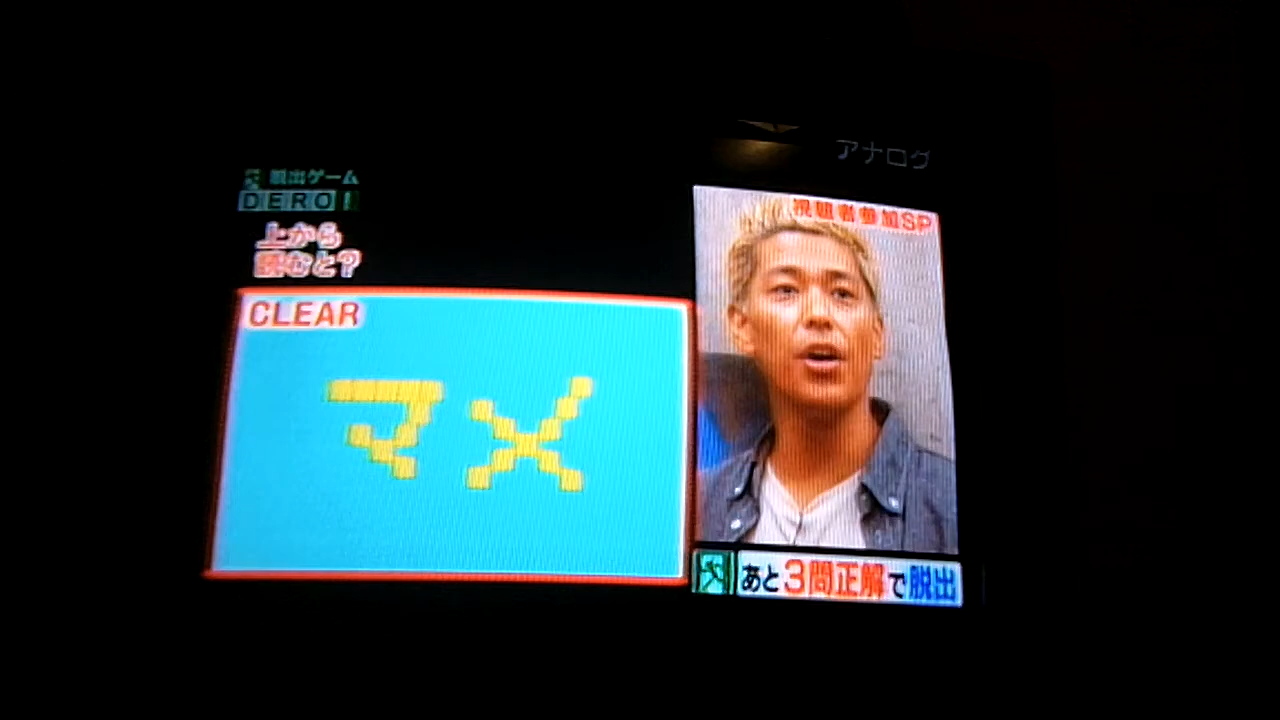 アナログ
脱出ゲーム
DERO!
上から
読むと?
視聴者参加SP
CLEAR
マメ
あと3問正解で脱出